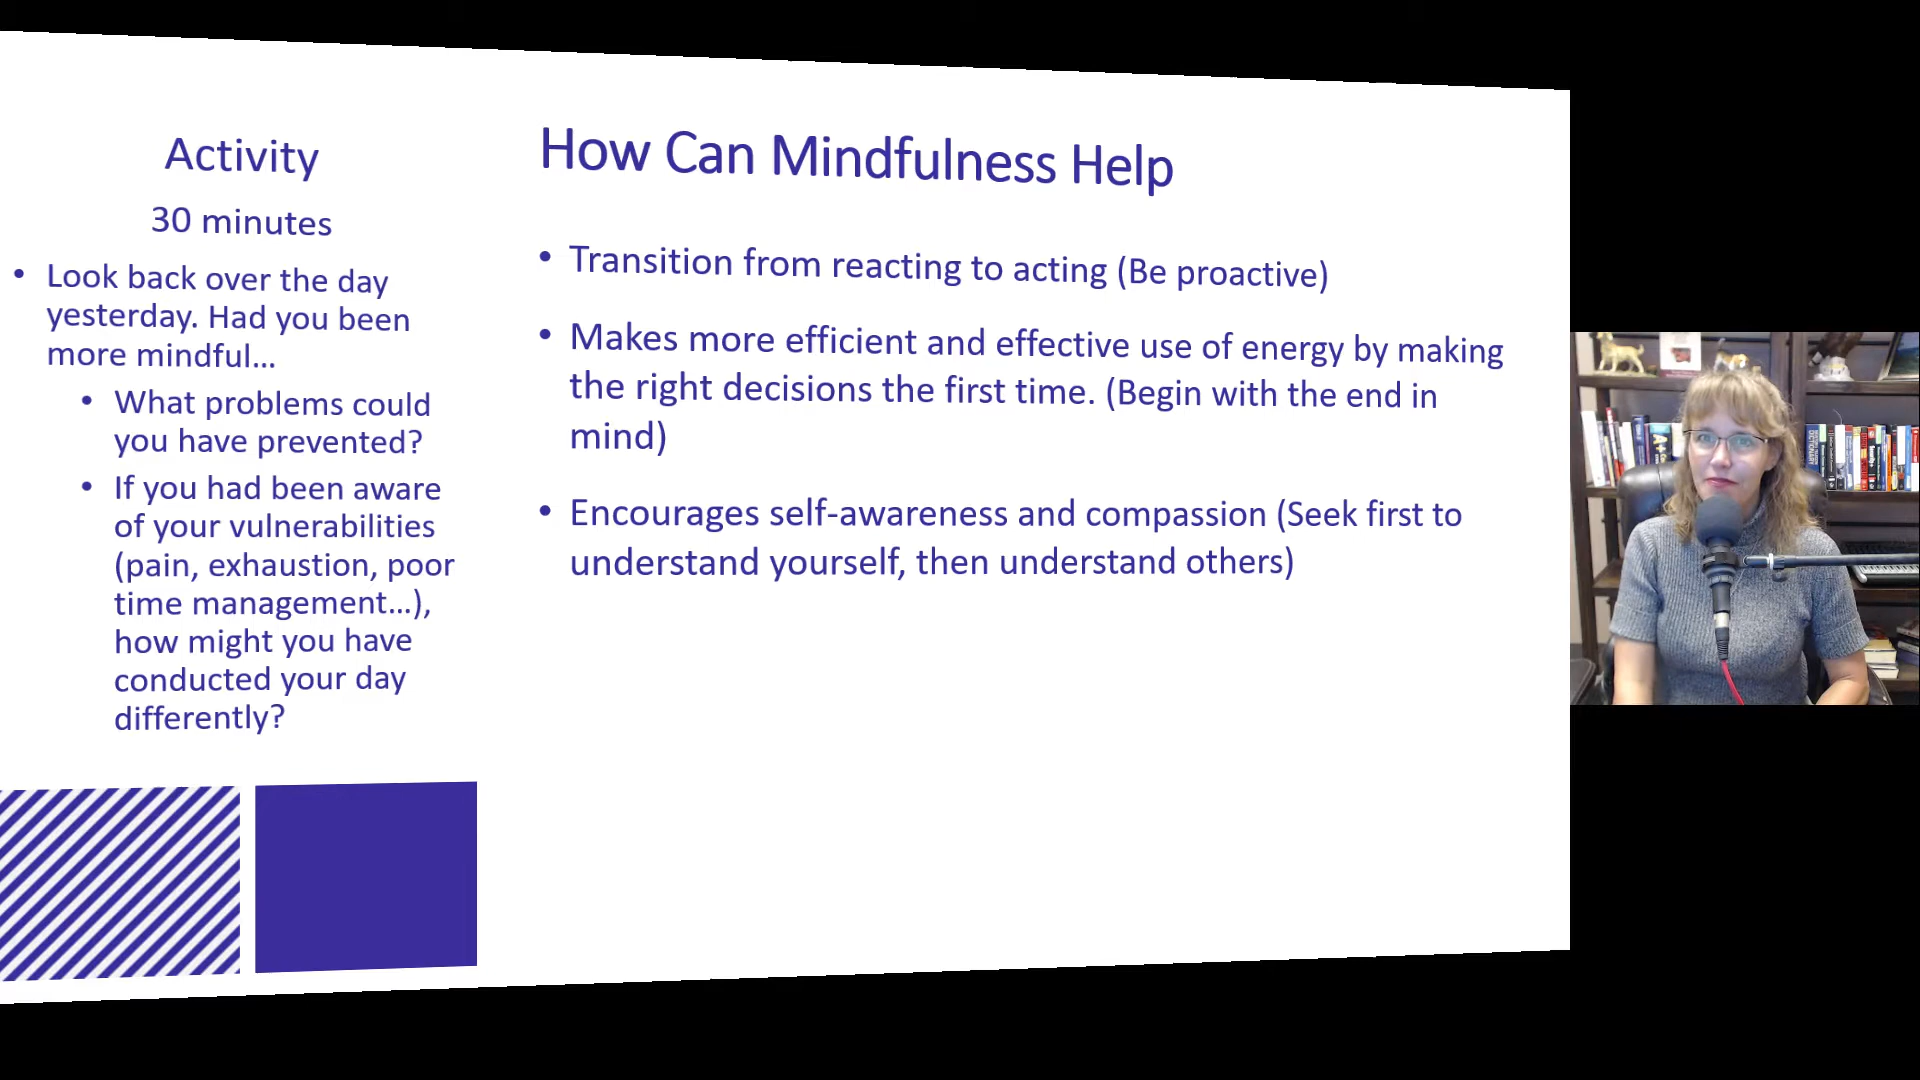 Activity
30 minutes
• Look back over the day
yesterday. Had you been
more mindful…
• What problems could
you have prevented?
• If you had been aware
of your vulnerabilities
(pain, exhaustion, poor
time management…),
how might you have
conducted your day
differently?
How Can Mindfulness Help
• Transition from reacting to acting (Be proactive)
• Makes more efficient and effective use of energy by making
the right decisions the first time. (Begin with the end in
mind)
• Encourages self-awareness and compassion (Seek first to
understand yourself, then understand others)